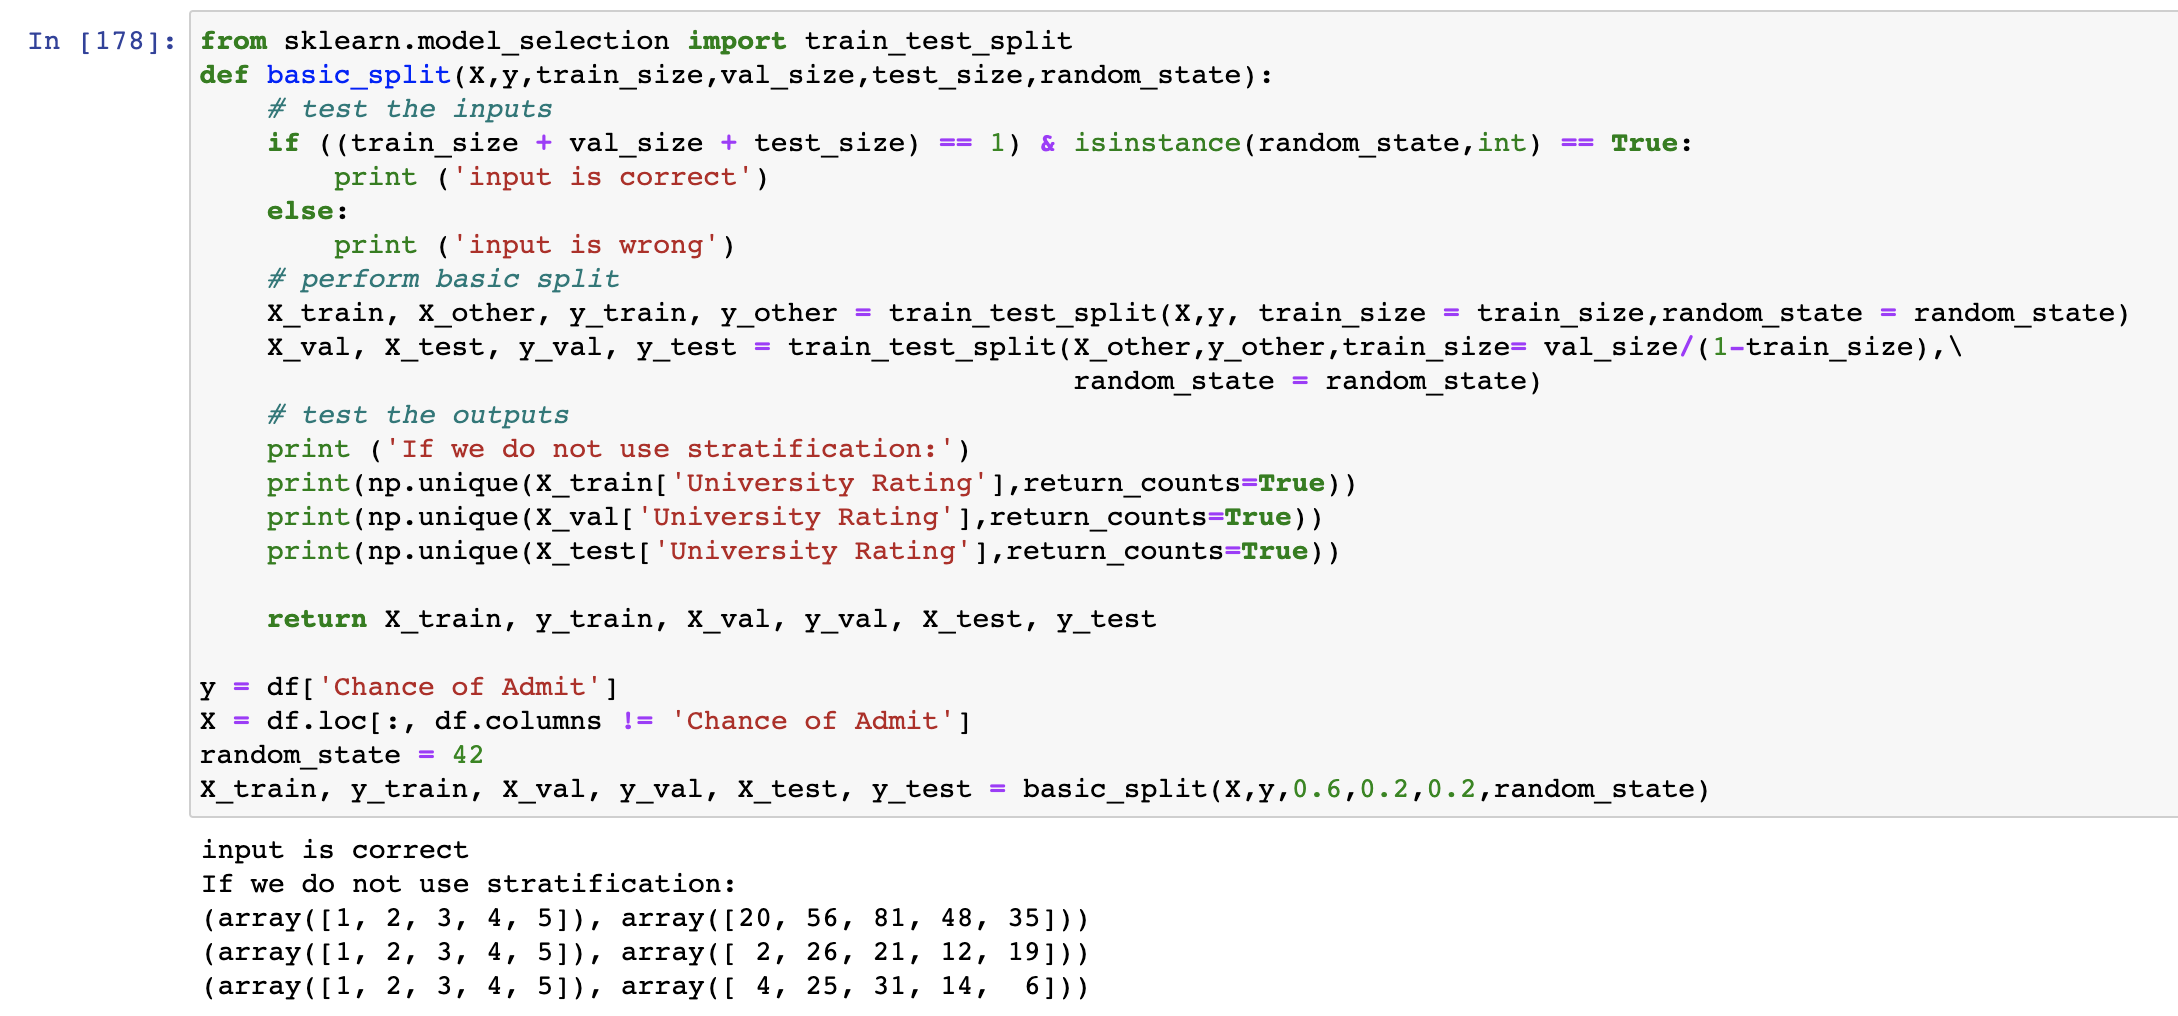 In [178]: from sklearn.model_selection import train_test_split
def basic_split(X,y,train_size,val_size,test_size,random_state):
    # test the inputs
    if ((train_size + val_size + test_size) == 1) & isinstance(random_state,int) == True:
        print ('input is correct')
    else:
        print ('input is wrong')
    # perform basic split
    X_train, X_other, y_train, y_other = train_test_split(X,y, train_size = train_size,random_state = random_state)
    X_val, X_test, y_val, y_test = train_test_split(X_other,y_other,train_size= val_size/(1-train_size),\
                                                    random_state = random_state)
    # test the outputs
    print ('If we do not use stratification:')
    print(np.unique(X_train['University Rating'],return_counts=True))
    print(np.unique(X_val['University Rating'],return_counts=True))
    print(np.unique(X_test['University Rating'],return_counts=True))
    return X_train, y_train, X_val, y_val, X_test, y_test
y = df['Chance of Admit']
X = df.loc[:, df.columns != 'Chance of Admit']
random_state = 42
X_train, y_train, X_val, y_val, X_test, y_test = basic_split(X,y,0.6,0.2,0.2,random_state)
input is correct
If we do not use stratification:
(array([1, 2, 3, 4, 5]), array([20, 56, 81, 48, 35]))
(array([1, 2, 3, 4, 5]), array([ 2, 26, 21, 12, 19]))
(array([1, 2, 3, 4, 5]), array([ 4, 25, 31, 14,  6]))